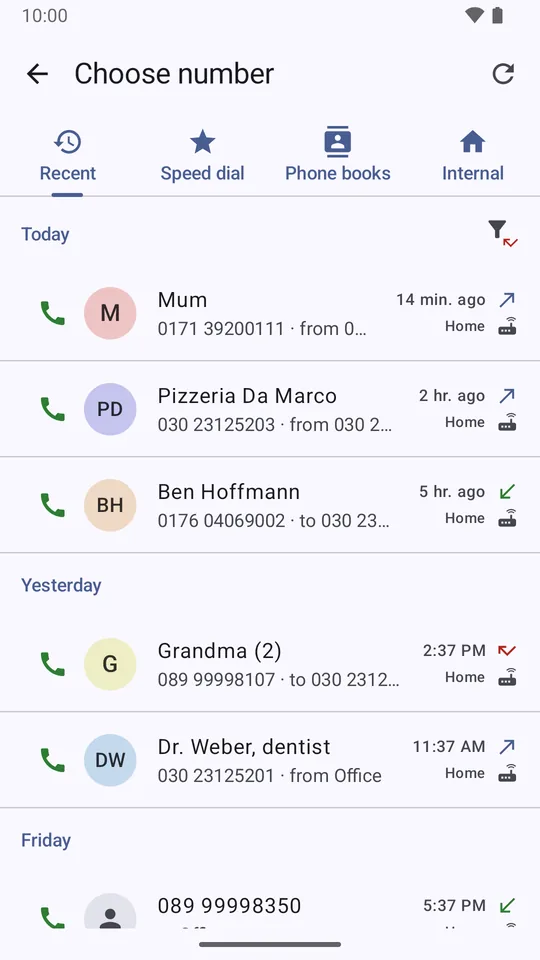 10:00
Choose number
Recent
Speed dial
Phone books
Internal
Today
M
Mum
14 min. ago
0171 39200111 · from 0…
Home
PD
Pizzeria Da Marco
2 hr. ago
030 23125203 · from 030 2…
Home
BH
Ben Hoffmann
5 hr. ago
0176 04069002 · to 030 23…
Home
Yesterday
G
Grandma (2)
2:37 PM
089 99998107 · to 030 2312…
Home
DW
Dr. Weber, dentist
11:37 AM
030 23125201 · from Office
Home
Friday
089 99998350
5:37 PM